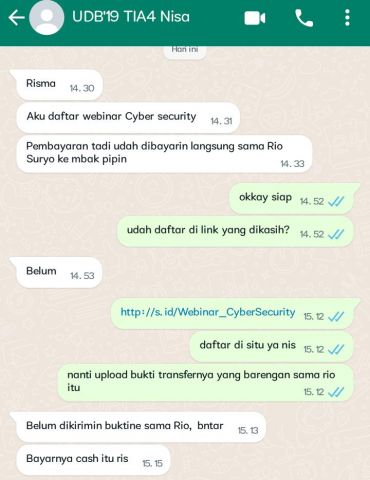 UDB'19 TIA4 Nisa
Hari ini
Risma 14. 30
Aku daftar webinar Cyber security 14. 31
Pembayaran tadi udah dibayarin langsung sama Rio
Suryo ke mbak pipin 14. 33
okkay siap 14. 52
udah daftar di link yang dikasih? 14. 52
Belum 14. 53
http://s.id/Webinar_CyberSecurity 15. 12
daftar di situ ya nis 15. 12
nanti upload bukti transfernya yang barengan sama rio
itu 15. 12
Belum dikirimin buktine sama Rio, bntar 15. 13
Bayarnya cash itu ris 15. 15